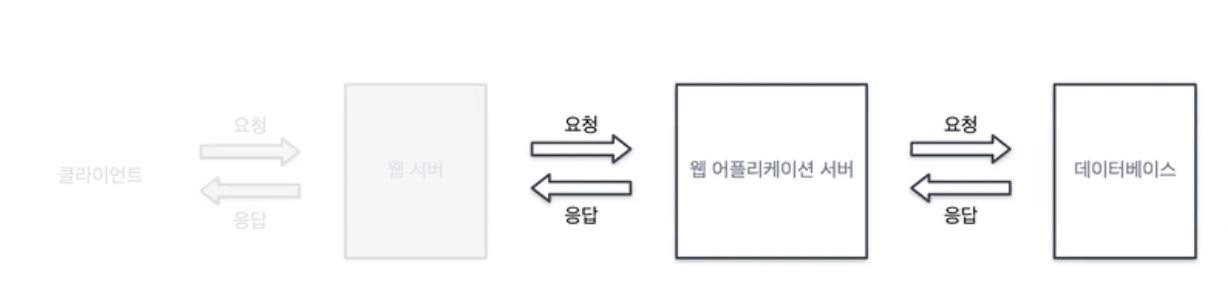 요청
요청
요청
클라이언트
웹 서버
웹 어플리케이션 서버
데이터베이스
응답
응답
응답